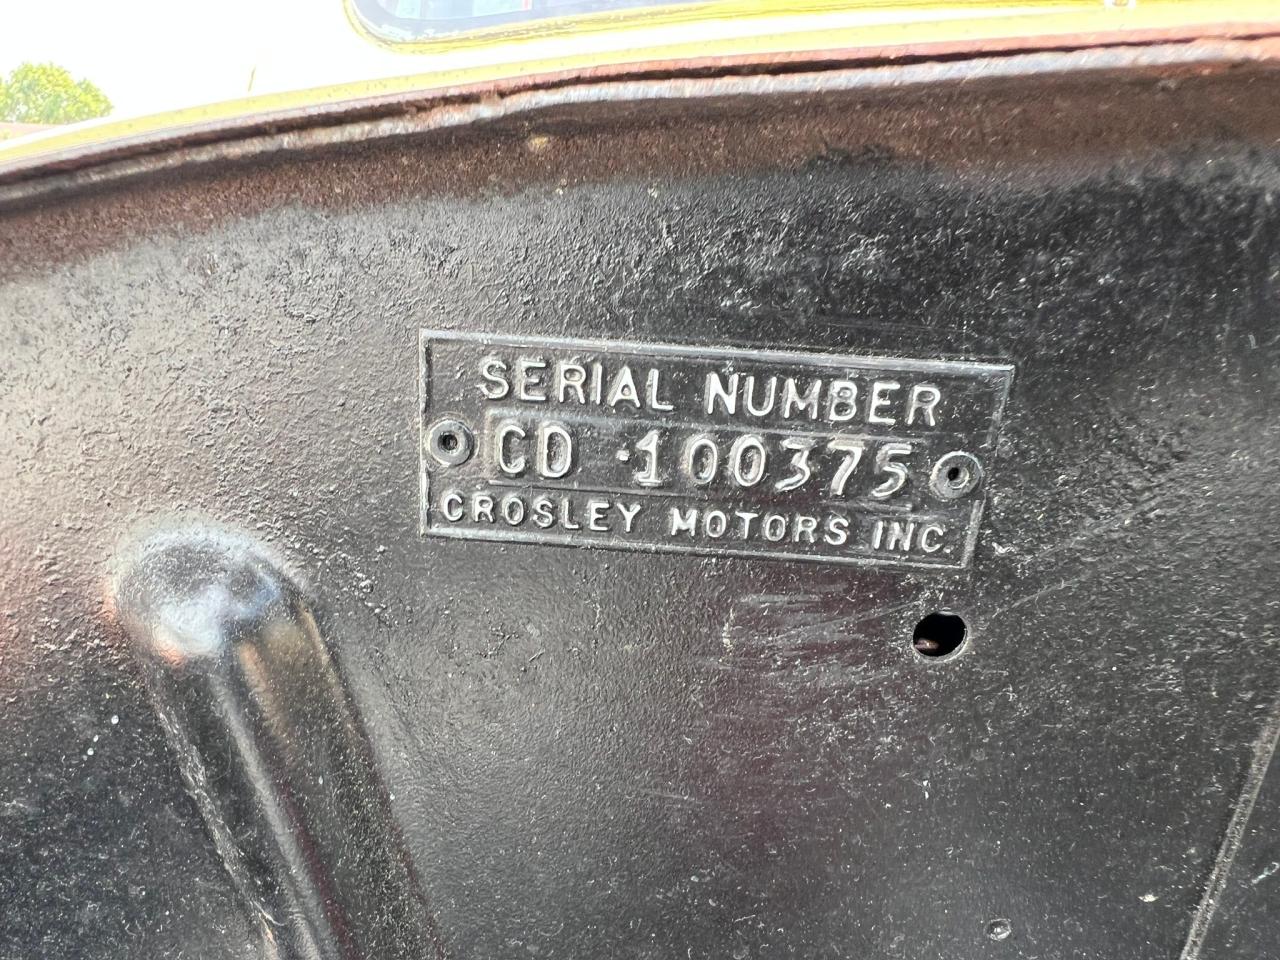 SERIAL NUMBER
CD 100375
CROSLEY MOTORS INC.